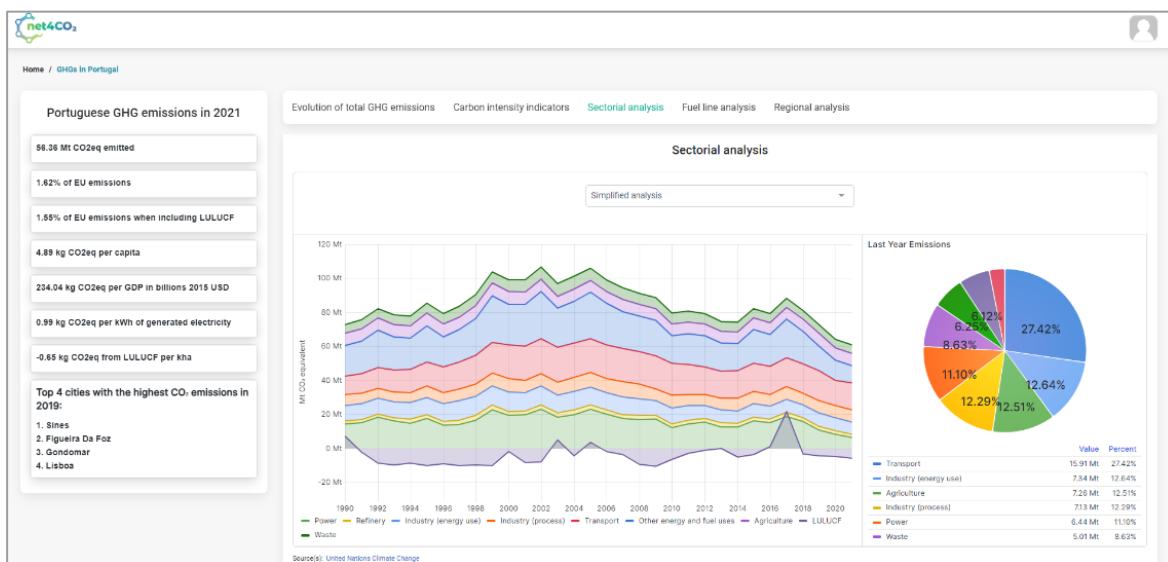 net4CO₂
Home / GHGs in Portugal
Portuguese GHG emissions in 2021
56.36 Mt CO2eq emitted
1.62% of EU emissions
1.55% of EU emissions when including LULUCF
4.89 kg CO2eq per capita
234.04 kg CO2eq per GDP in billions 2015 USD
0.99 kg CO2eq per kWh of generated electricity
-0.65 kg CO2eq from LULUCF per kha
Top 4 cities with the highest CO₂ emissions in
2019:
1. Sines
2. Figueira Da Foz
3. Gondomar
4. Lisboa
Evolution of total GHG emissions Carbon intensity indicators Sectorial analysis Fuel line analysis Regional analysis
Sectorial analysis
Simplified analysis
120 Mt
100 Mt
80 Mt
60 Mt
40 Mt
20 Mt
0 Mt
-20 Mt
Mt CO₂ equivalent
1990 1992 1994 1996 1998 2000 2002 2004 2006 2008 2010 2012 2014 2016 2018 2020
Power Refinery Industry (energy use) Industry (process) Transport Other energy and fuel uses Agriculture LULUCF
Waste
Source(s): United Nations Climate Change
Last Year Emissions
27.42%
12.64%
12.51%
12.29%
11.10%
8.63%
6.25%
6.12%
Value Percent
Transport 15.91 Mt 27.42%
Industry (energy use) 7.34 Mt 12.64%
Agriculture 7.26 Mt 12.51%
Industry (process) 7.13 Mt 12.29%
Power 6.44 Mt 11.10%
Waste 5.01 Mt 8.63%